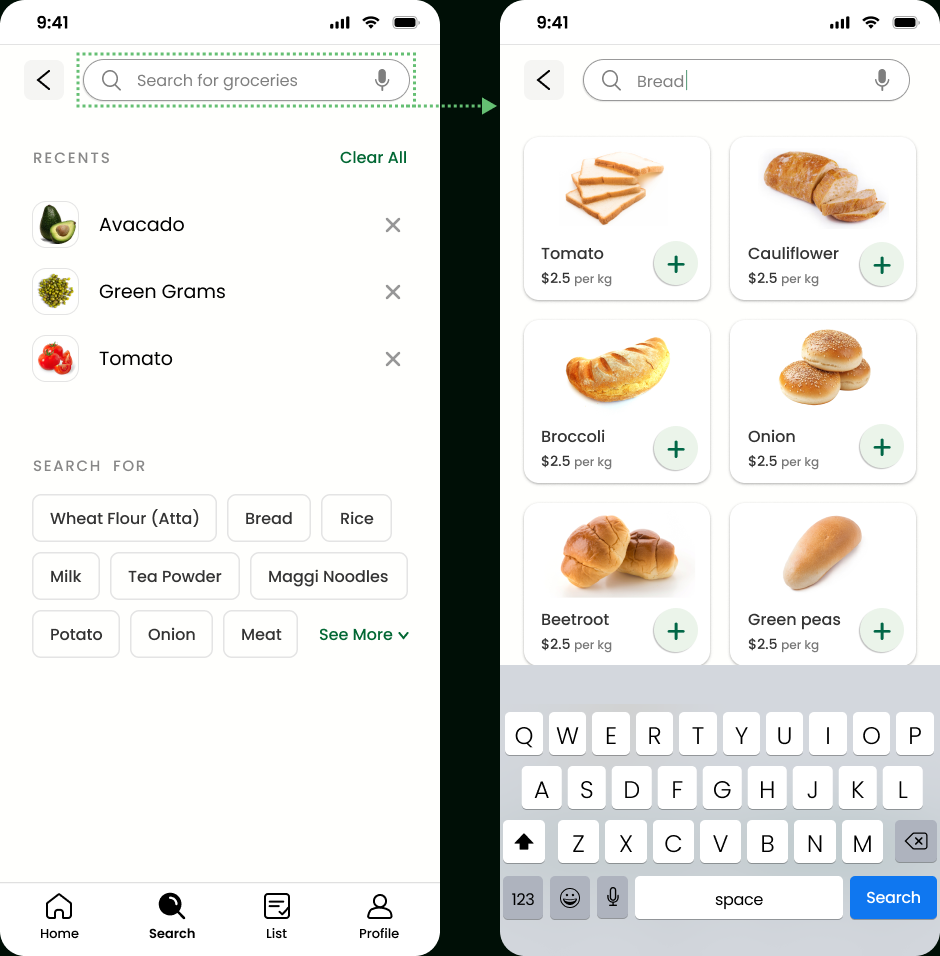 9:41
Search for groceries
RECENTS
Clear All
Avacado
Green Grams
Tomato
SEARCH FOR
Wheat Flour (Atta)
Bread
Rice
Milk
Tea Powder
Maggi Noodles
Potato
Onion
Meat
See More
Home
Search
List
Profile
9:41
Bread
Tomato
$2.5 per kg
Cauliflower
$2.5 per kg
Broccoli
$2.5 per kg
Onion
$2.5 per kg
Beetroot
$2.5 per kg
Green peas
$2.5 per kg
Q W E R T Y U I O P
A S D F G H J K L
Z X C V B N M
123
space
Search